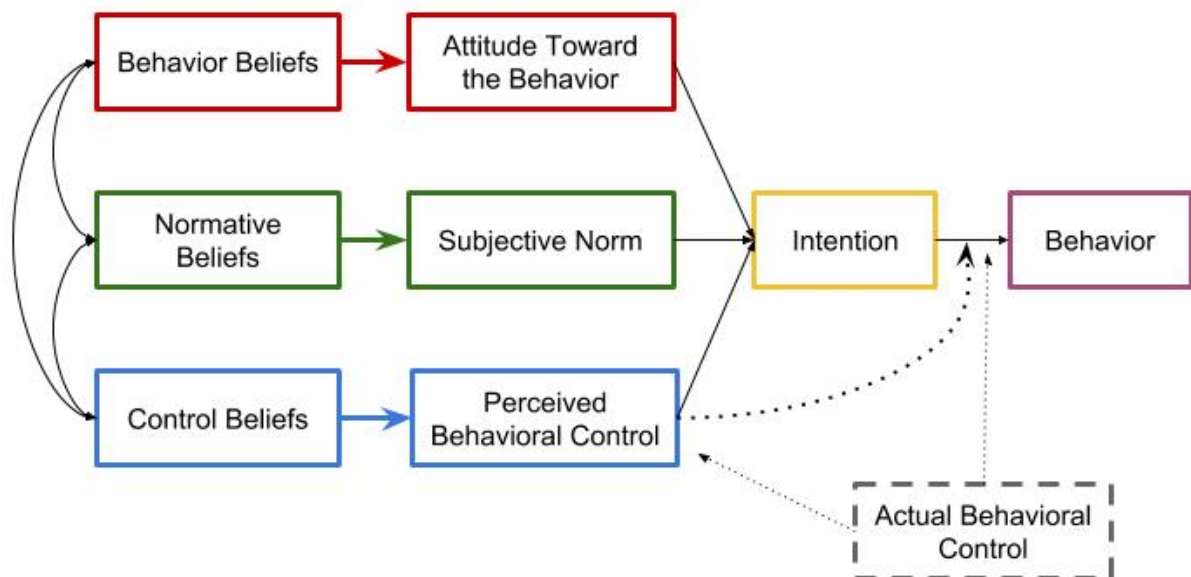 Behavior Beliefs
Attitude Toward
the Behavior
Normative
Beliefs
Subjective Norm
Intention
Behavior
Control Beliefs
Perceived
Behavioral Control
Actual Behavioral
Control